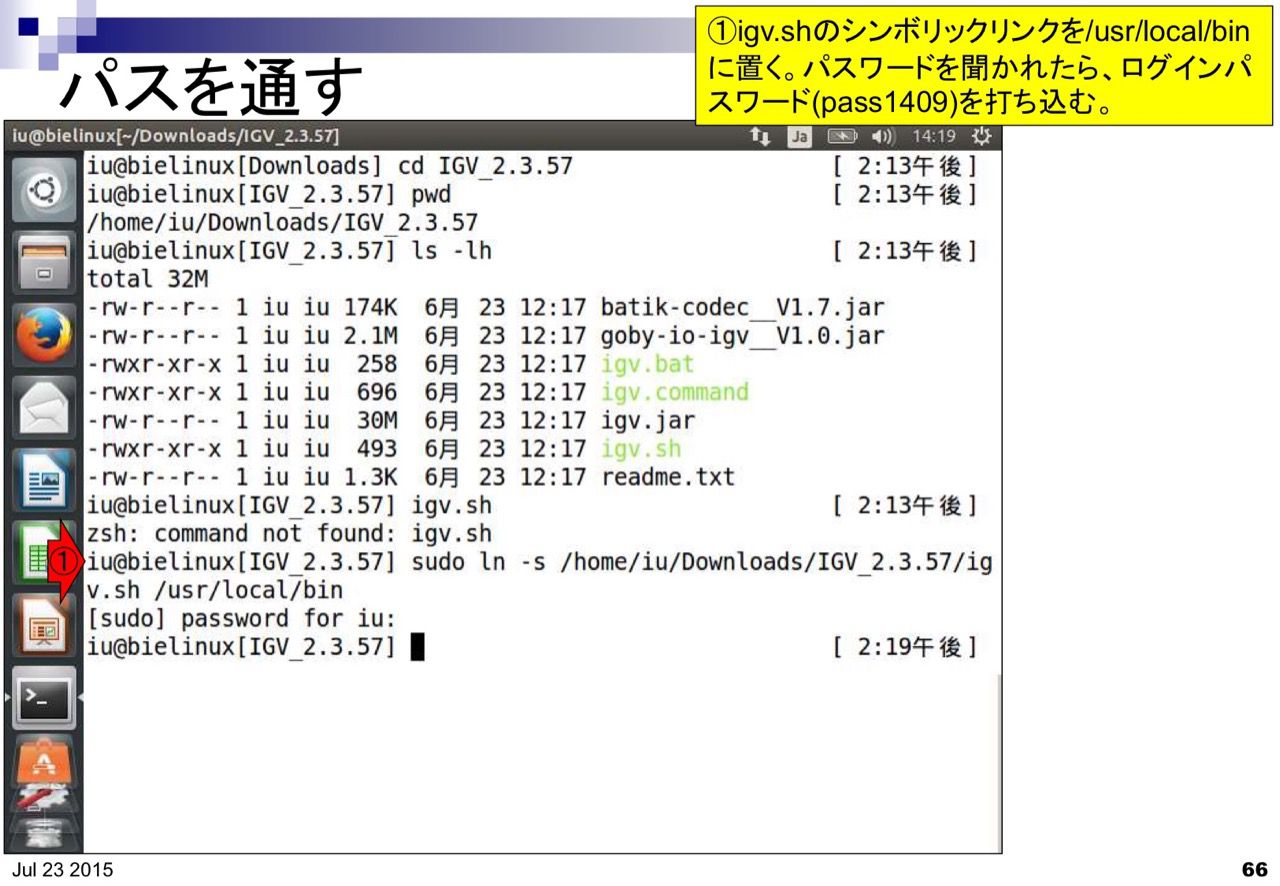 ①igv.shのシンボリックリンクを/usr/local/bin
に置く。パスワードを聞かれたら、ログインパ
スワード(pass1409)を打ち込む。
パスを通す
iu@bielinux[~/Downloads/IGV_2.3.57]
Ja
14:19
iu@bielinux[Downloads] cd IGV_2.3.57 [ 2:13午後]
iu@bielinux[IGV_2.3.57] pwd [ 2:13午後]
/home/iu/Downloads/IGV_2.3.57
iu@bielinux[IGV_2.3.57] ls -lh [ 2:13午後]
total 32M
-rw-r--r-- 1 iu iu 174K 6月 23 12:17 batik-codec__V1.7.jar
-rw-r--r-- 1 iu iu 2.1M 6月 23 12:17 goby-io-igv__V1.0.jar
-rwxr-xr-x 1 iu iu 258 6月 23 12:17 igv.bat
-rwxr-xr-x 1 iu iu 696 6月 23 12:17 igv.command
-rw-r--r-- 1 iu iu 30M 6月 23 12:17 igv.jar
-rwxr-xr-x 1 iu iu 493 6月 23 12:17 igv.sh
-rw-r--r-- 1 iu iu 1.3K 6月 23 12:17 readme.txt
iu@bielinux[IGV_2.3.57] igv.sh [ 2:13午後]
zsh: command not found: igv.sh
①
iu@bielinux[IGV_2.3.57] sudo ln -s /home/iu/Downloads/IGV_2.3.57/ig
v.sh /usr/local/bin
[sudo] password for iu:
iu@bielinux[IGV_2.3.57] [ 2:19午後]
Jul 23 2015
66